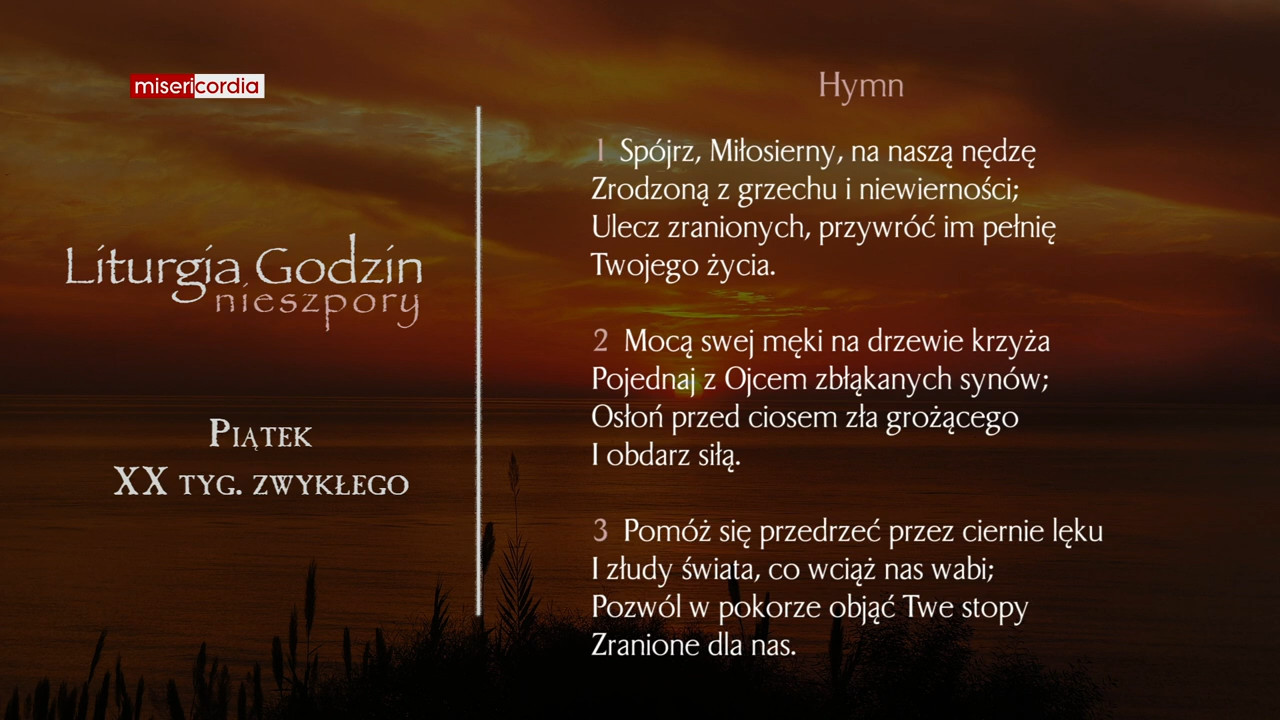 misericordia
Liturgia Godzin
nieszpory
Piątek
XX tyg. zwykłego
Hymn
1 Spójrz, Miłosierny, na naszą nędzę
Zrodzoną z grzechu i niewierności;
Ulecz zranionych, przywróć im pełnię
Twojego życia.
2 Mocą swej męki na drzewie krzyża
Pojednaj z Ojcem zbłąkanych synów;
Osłoń przed ciosem zła grożącego
I obdarz siłą.
3 Pomóż się przedrzeć przez ciernie lęku
I złudy świata, co wciąż nas wabi;
Pozwól w pokorze objąć Twe stopy
Zranione dla nas.